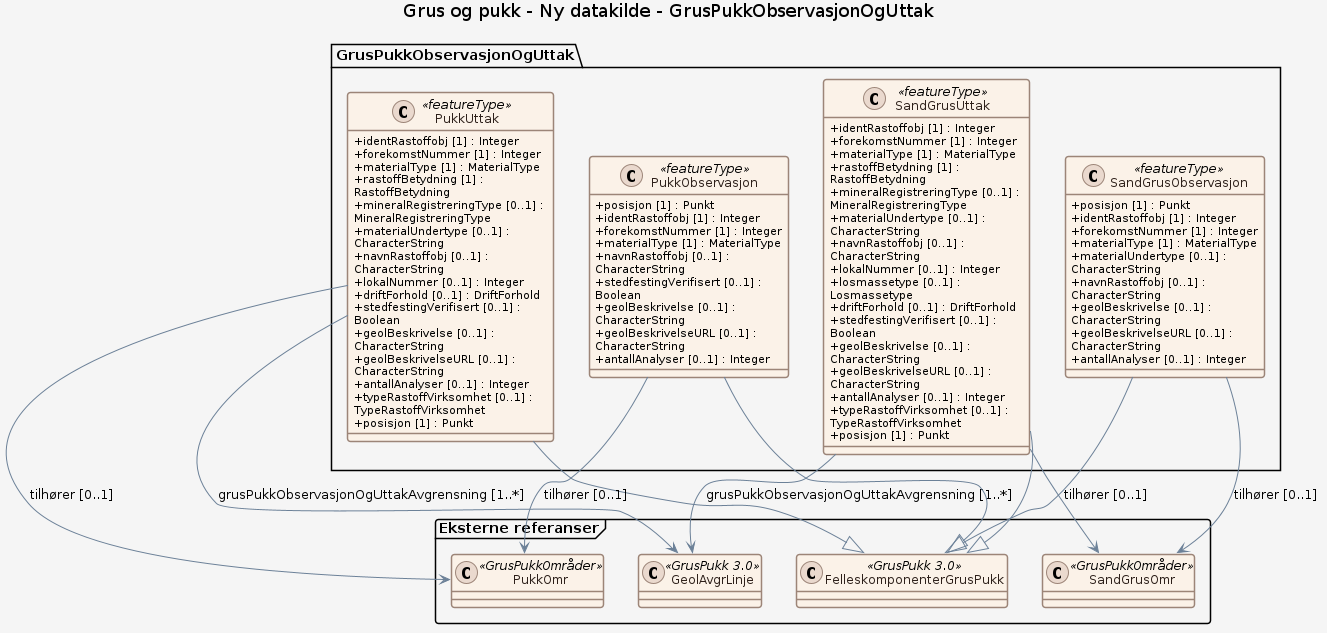 Grus og pukk - Ny datakilde - GrusPukkObservasjonOgUttak
GrusPukkObservasjonOgUttak
C
«featureType»
PukkUttak
+identRastoffobj [1] : Integer
+forekomstNummer [1] : Integer
+materialType [1] : MaterialType
+rastoffBetydning [1] :
RastoffBetydning
+mineralRegistreringType [0..1] :
MineralRegistreringType
+materialUndertype [0..1] :
CharacterString
+navnRastoffobj [0..1] :
CharacterString
+lokalNummer [0..1] : Integer
+driftForhold [0..1] : DriftForhold
+stedfestingVerifisert [0..1] :
Boolean
+geolBeskrivelse [0..1] :
CharacterString
+geolBeskrivelseURL [0..1] :
CharacterString
+antallAnalyser [0..1] : Integer
+typeRastoffVirksomhet [0..1] :
TypeRastoffVirksomhet
+posisjon [1] : Punkt
C
«featureType»
PukkObservasjon
+posisjon [1] : Punkt
+identRastoffobj [1] : Integer
+forekomstNummer [1] : Integer
+materialType [1] : MaterialType
+navnRastoffobj [0..1] :
CharacterString
+stedfestingVerifisert [0..1] :
Boolean
+geolBeskrivelse [0..1] :
CharacterString
+geolBeskrivelseURL [0..1] :
CharacterString
+antallAnalyser [0..1] : Integer
C
«featureType»
SandGrusUttak
+identRastoffobj [1] : Integer
+forekomstNummer [1] : Integer
+materialType [1] : MaterialType
+rastoffBetydning [1] :
RastoffBetydning
+mineralRegistreringType [0..1] :
MineralRegistreringType
+materialUndertype [0..1] :
CharacterString
+navnRastoffobj [0..1] :
CharacterString
+lokalNummer [0..1] : Integer
+losmassetype [0..1] :
Losmassetype
+driftForhold [0..1] : DriftForhold
+stedfestingVerifisert [0..1] :
Boolean
+geolBeskrivelse [0..1] :
CharacterString
+geolBeskrivelseURL [0..1] :
CharacterString
+antallAnalyser [0..1] : Integer
+typeRastoffVirksomhet [0..1] :
TypeRastoffVirksomhet
+posisjon [1] : Punkt
C
«featureType»
SandGrusObservasjon
+posisjon [1] : Punkt
+identRastoffobj [1] : Integer
+forekomstNummer [1] : Integer
+materialType [1] : MaterialType
+materialUndertype [0..1] :
CharacterString
+navnRastoffobj [0..1] :
CharacterString
+geolBeskrivelse [0..1] :
CharacterString
+geolBeskrivelseURL [0..1] :
CharacterString
+antallAnalyser [0..1] : Integer
tilhører [0..1]
grusPukkObservasjonOgUttakAvgrensning [1..*]
tilhører [0..1]
grusPukkObservasjonOgUttakAvgrensning [1..*]
tilhører [0..1]
tilhører [0..1]
Eksterne referanser
C
«GrusPukkOmråder»
PukkOmr
C
«GrusPukk 3.0»
GeolAvgrLinje
C
«GrusPukk 3.0»
FelleskomponenterGrusPukk
C
«GrusPukkOmråder»
SandGrusOmr